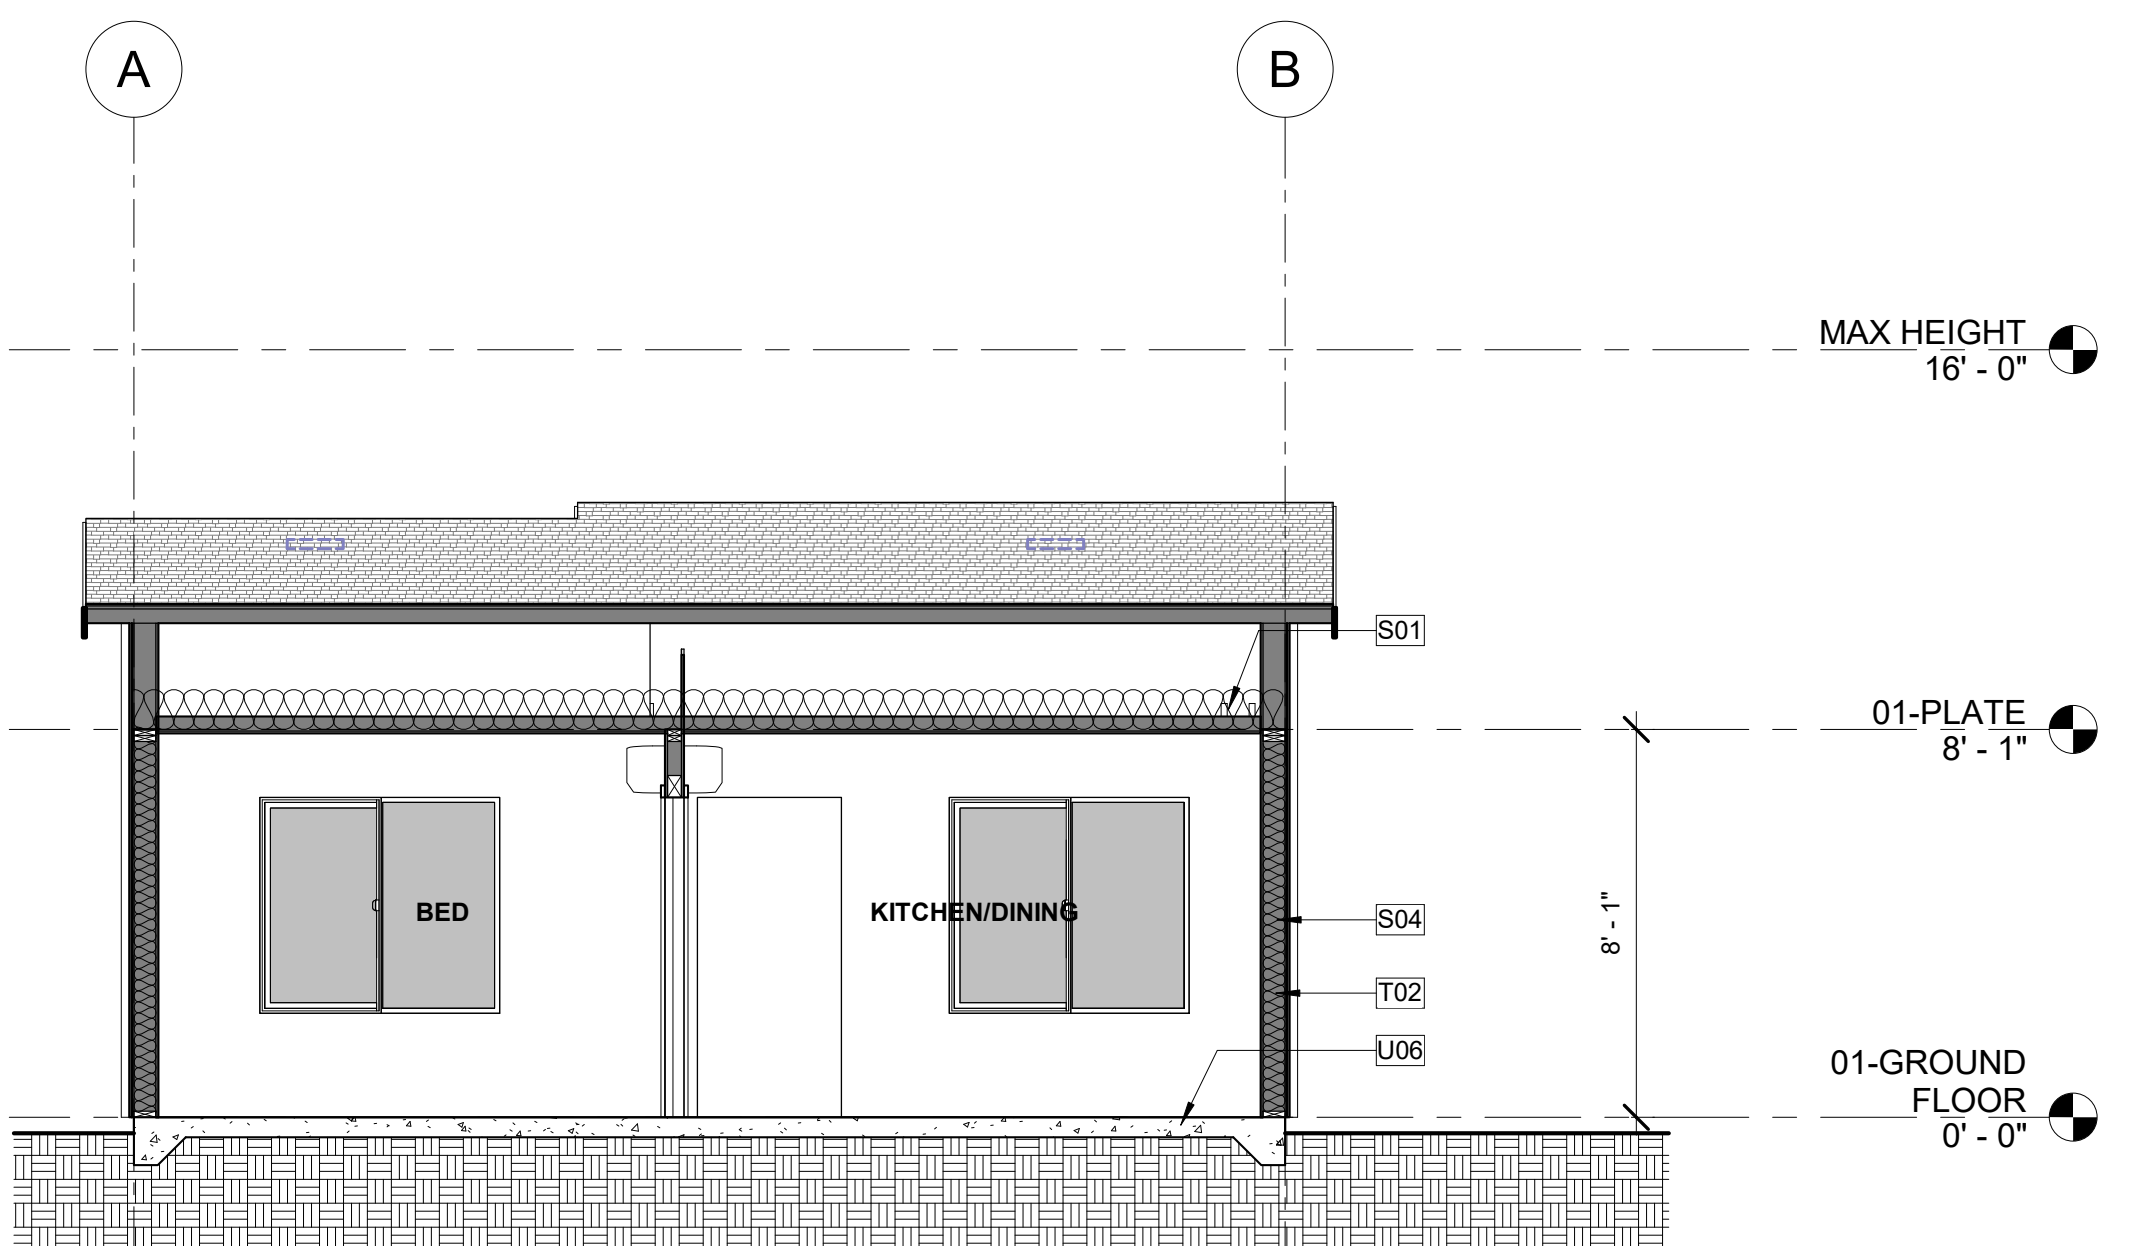 A
B
MAX HEIGHT
16' - 0"
S01
01-PLATE
8' - 1"
BED
KITCHEN/DINING
S04
8' - 1"
T02
U06
01-GROUND
FLOOR
0' - 0"